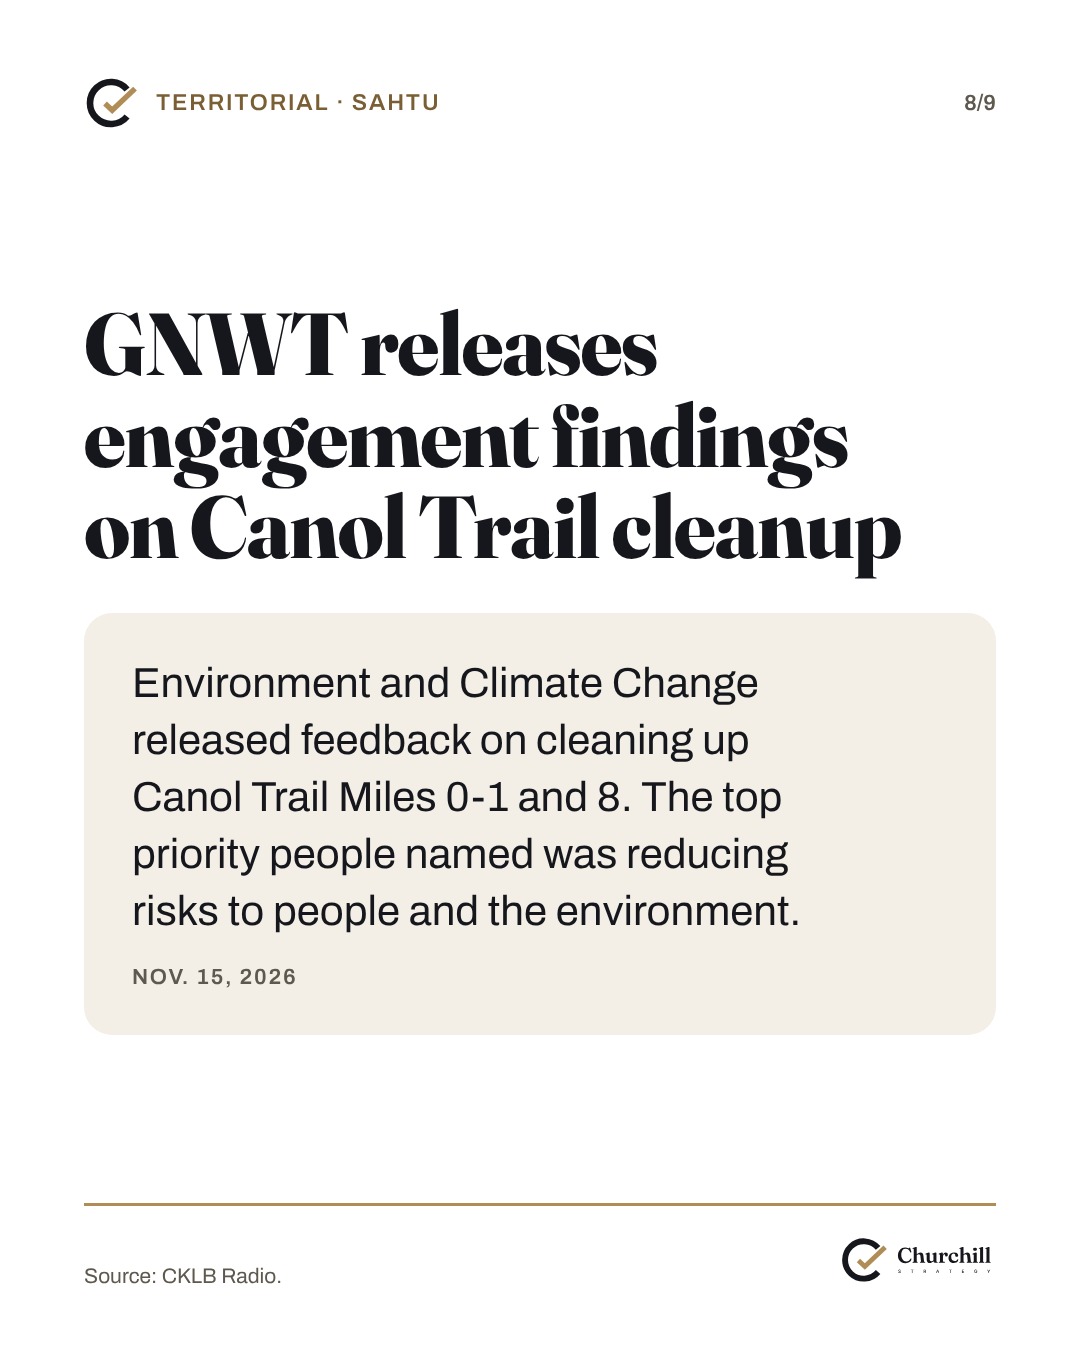 TERRITORIAL · SAHTU
8/9
GNWT releases
engagement findings
on Canol Trail cleanup
Environment and Climate Change
released feedback on cleaning up
Canol Trail Miles 0-1 and 8. The top
priority people named was reducing
risks to people and the environment.
NOV. 15, 2026
Source: CKLB Radio.
Churchill
STRATEGY